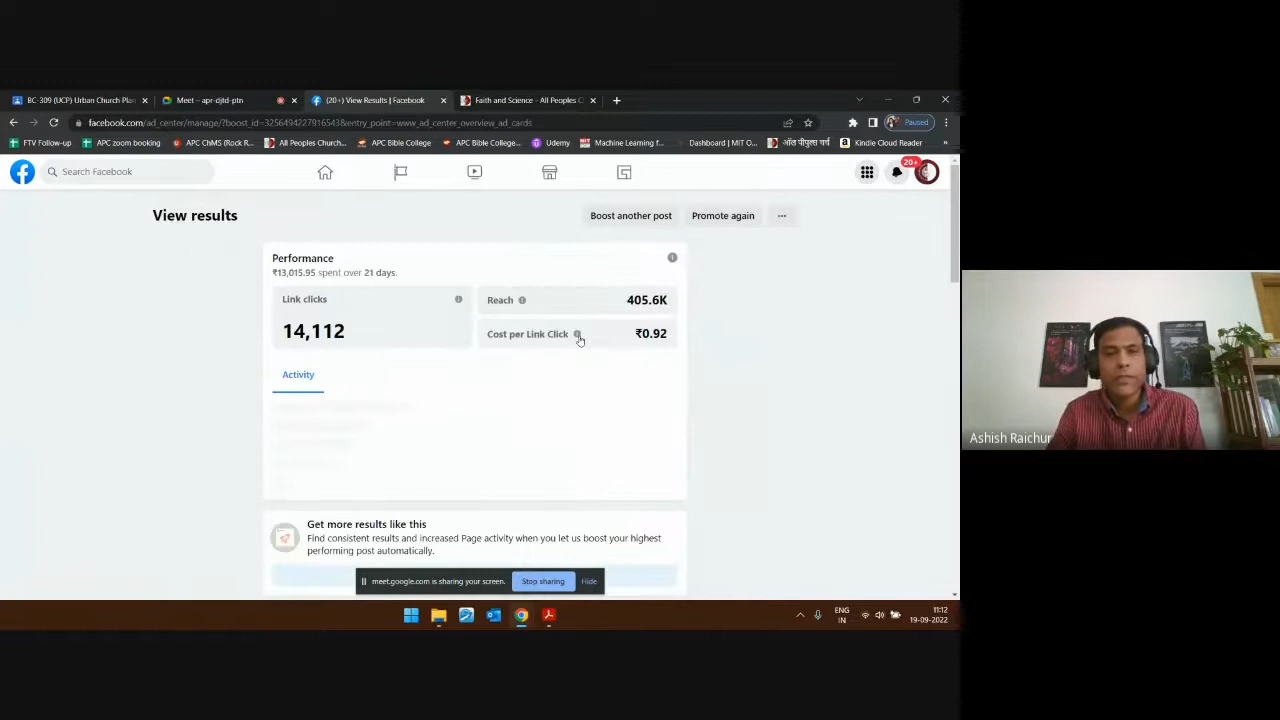 BC-309 (UCP) Urban Church Pla
Meet – apr-djtd-ptn
(20+) View Results | Facebook
Faith and Science - All Peoples C
facebook.com/ad_center/manage/?boost_id=3256494227916543&entry_point=www_ad_center_overview_ad_cards
Paused
FTV Follow-up
APC zoom booking
APC ChMS (Rock R...
All Peoples Church...
APC Bible College
APC Bible College...
Udemy
Machine Learning f...
Dashboard | MIT O...
ऑल पीपुल्स चर्च
Kindle Cloud Reader
Search Facebook
20+
View results
Boost another post
Promote again
Performance
₹13,015.95 spent over 21 days.
Link clicks
14,112
Reach
405.6K
Cost per Link Click
₹0.92
Activity
Get more results like this
Find consistent results and increased Page activity when you let us boost your highest
performing post automatically.
meet.google.com is sharing your screen.
Stop sharing
Hide
ENG
IN
11:12
19-09-2022
Ashish Raichur